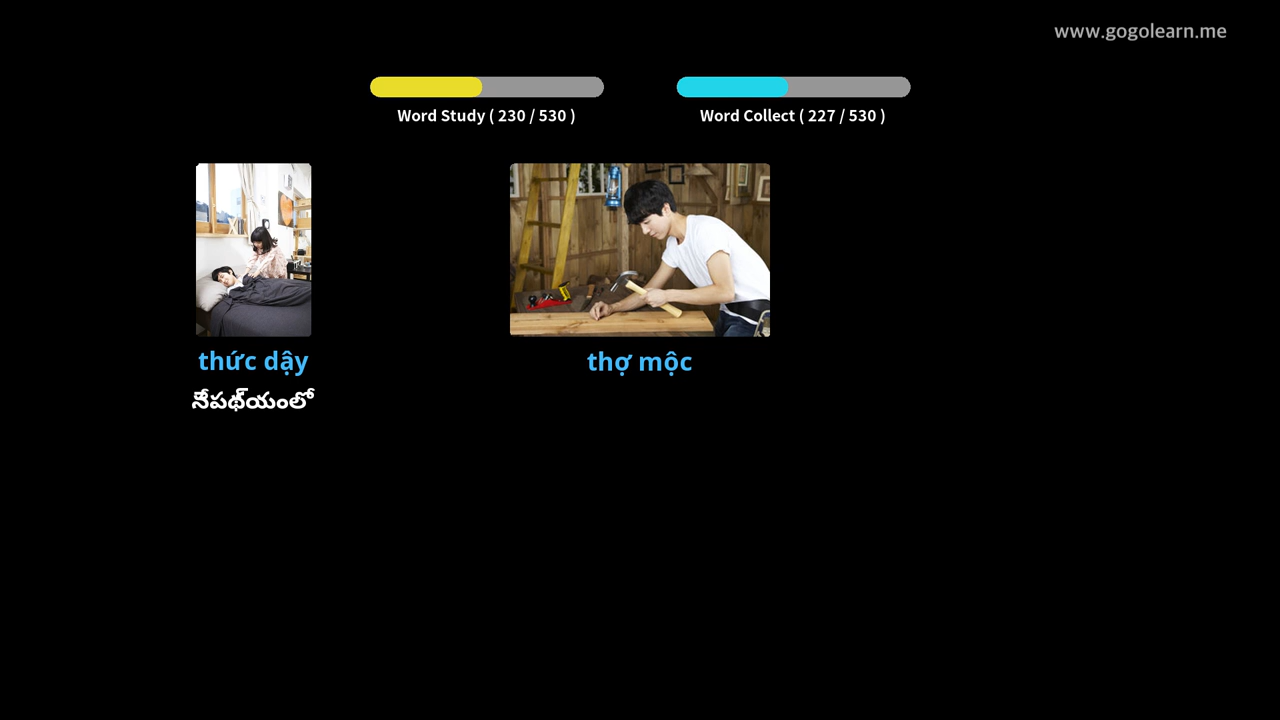 www.gogolearn.me
Word Study ( 230 / 530 )
Word Collect ( 227 / 530 )
thức dậy
thợ mộc
నేపథ్యంలో